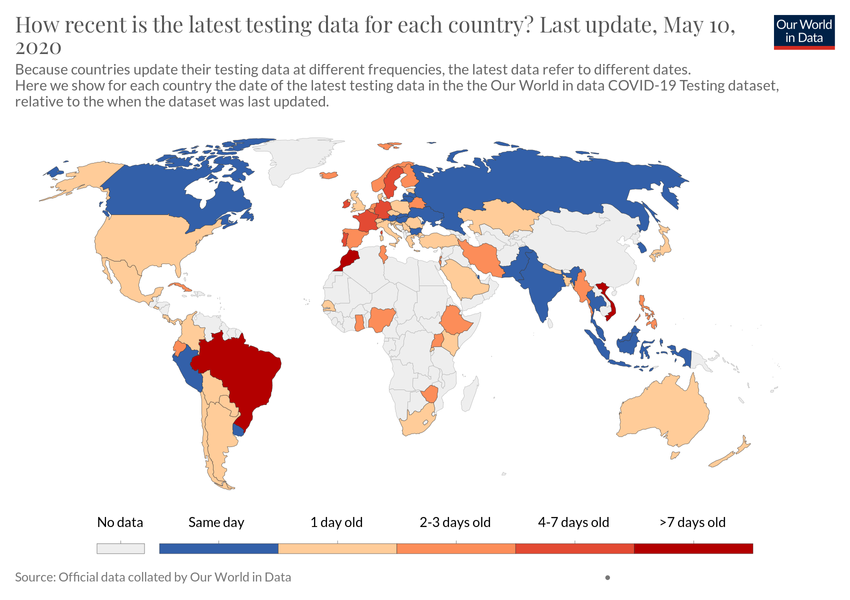 How recent is the latest testing data for each country? Last update, May 10,
2020
Our World
in Data
Because countries update their testing data at different frequencies, the latest data refer to different dates.
Here we show for each country the date of the latest testing data in the the Our World in data COVID-19 Testing dataset,
relative to the when the dataset was last updated.
No data
Same day
1 day old
2-3 days old
4-7 days old
>7 days old
Source: Official data collated by Our World in Data